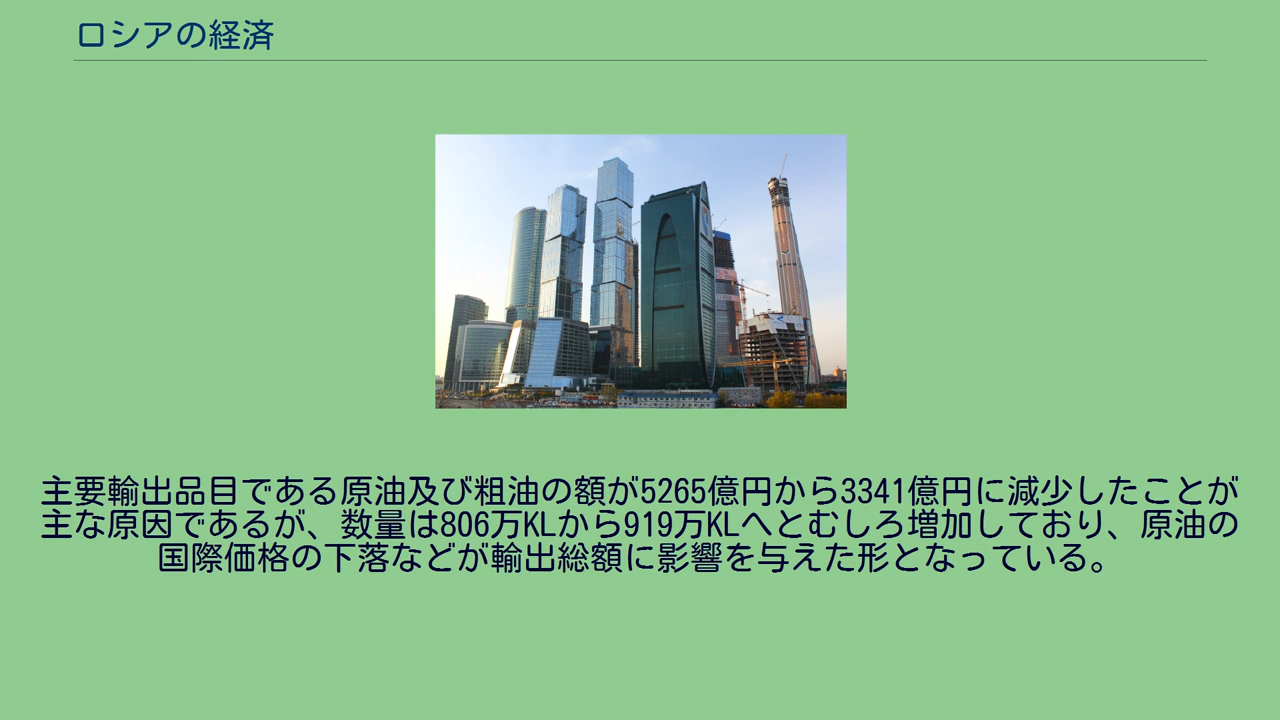 ロシアの経済
主要輸出品目である原油及び粗油の額が5265億円から3341億円に減少したことが
主な原因であるが、数量は806万KLから919万KLへとむしろ増加しており、原油の
国際価格の下落などが輸出総額に影響を与えた形となっている。